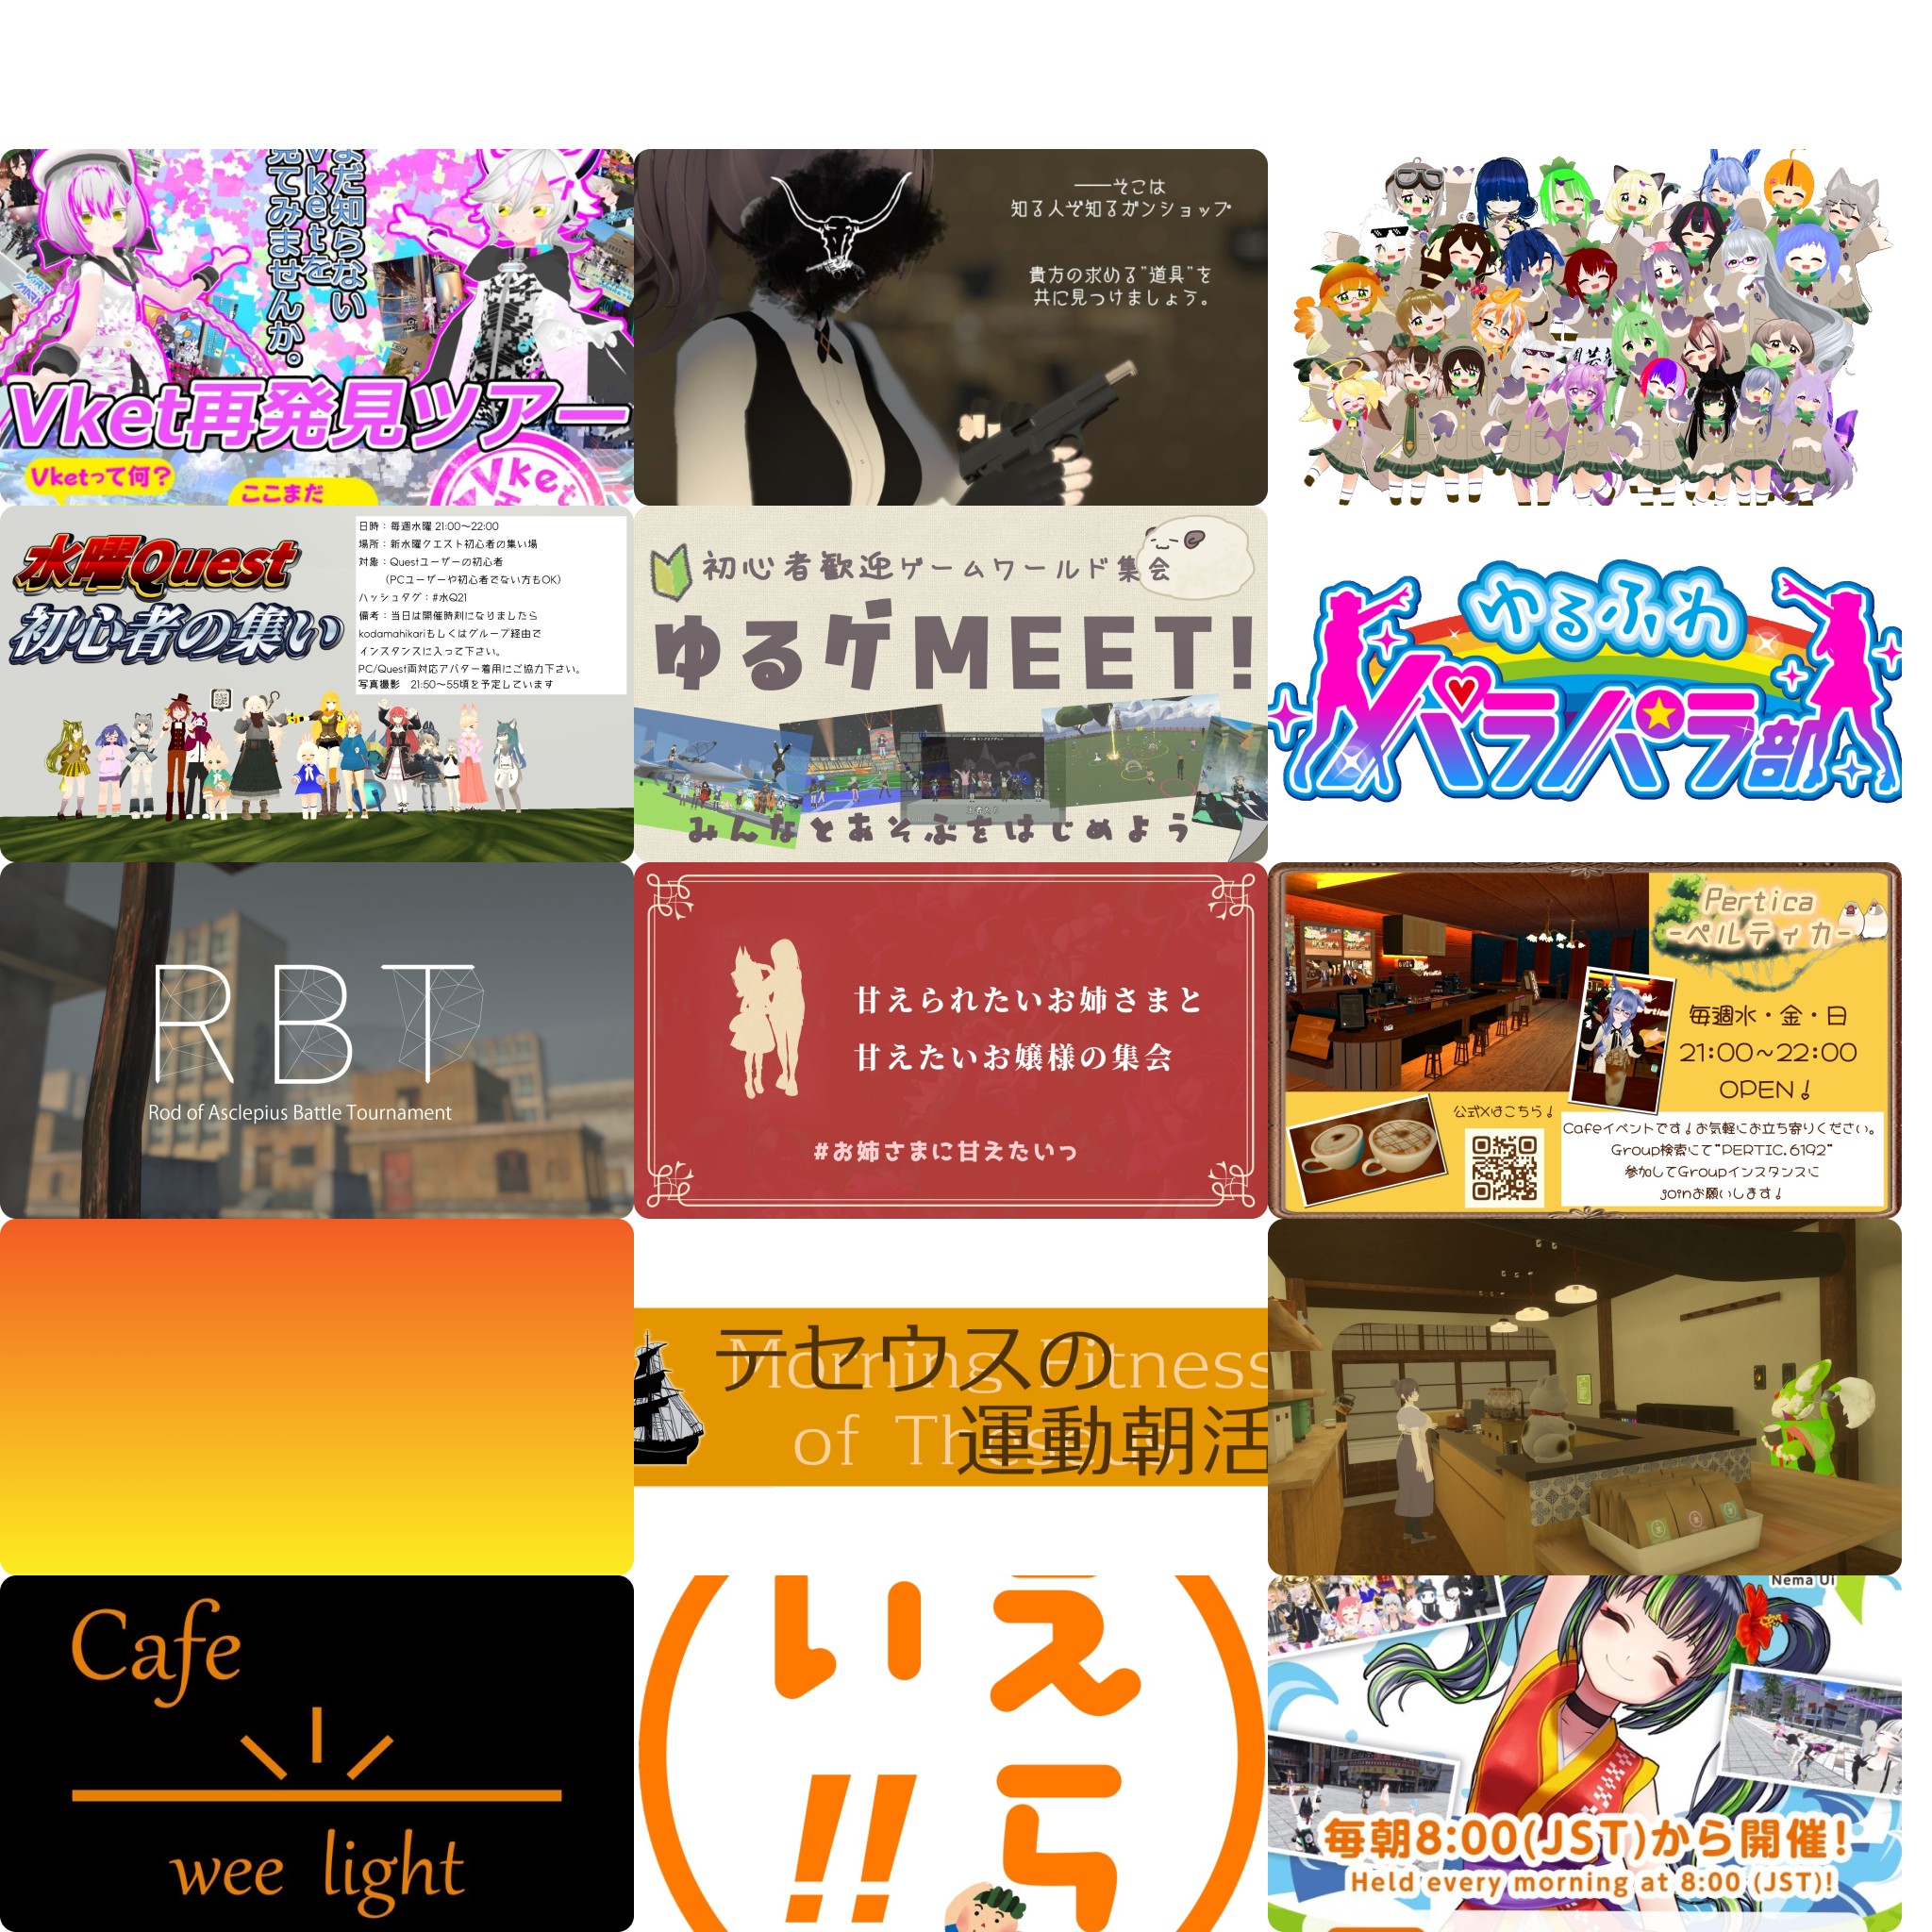 まだ知らない
Vketを
見てみませんか。
Vket再発見ツアー
Vketって何？
ここまだ
Vket
──そこは
知る人ぞ知るガンショップ
貴方の求める”道具”を
共に見つけましょう。
水曜Quest
初心者の集い
日時：毎週水曜 21:00～22:00
場所：新水曜クエスト初心者の集い場
対象：Questユーザーの初心者
（PCユーザーや初心者でない方もOK）
ハッシュタグ：#水Q21
備考：当日は開催時刻になりましたら
kodamahikariもしくはグループ経由で
インスタンスに入って下さい。
PC/Quest両対応アバター着用にご協力下さい。
写真撮影　21:50～55頃を予定しています
初心者歓迎ゲームワールド集会
ゆるゲMEET!
みんなとあそぶをはじめよう
ゆるふわ
パラパラ部
RBT
Rod of Asclepius Battle Tournament
甘えられたいお姉さまと
甘えたいお嬢様の集会
#お姉さまに甘えたいっ
Pertica
-ペルティカ-
毎週水・金・日
21:00~22:00
OPEN！
公式Xはこちら！
Cafeイベントです！お気軽にお立ち寄りください。
Group検索にて"PERTIC.6192"
参加してGroupインスタンスに
joinお願いします！
テセウスの
運動朝活
Morning Fitness
of Theseus
Cafe
wee light
えら
い!!
Nema Ui
毎朝8:00(JST)から開催!
Held every morning at 8:00 (JST)!